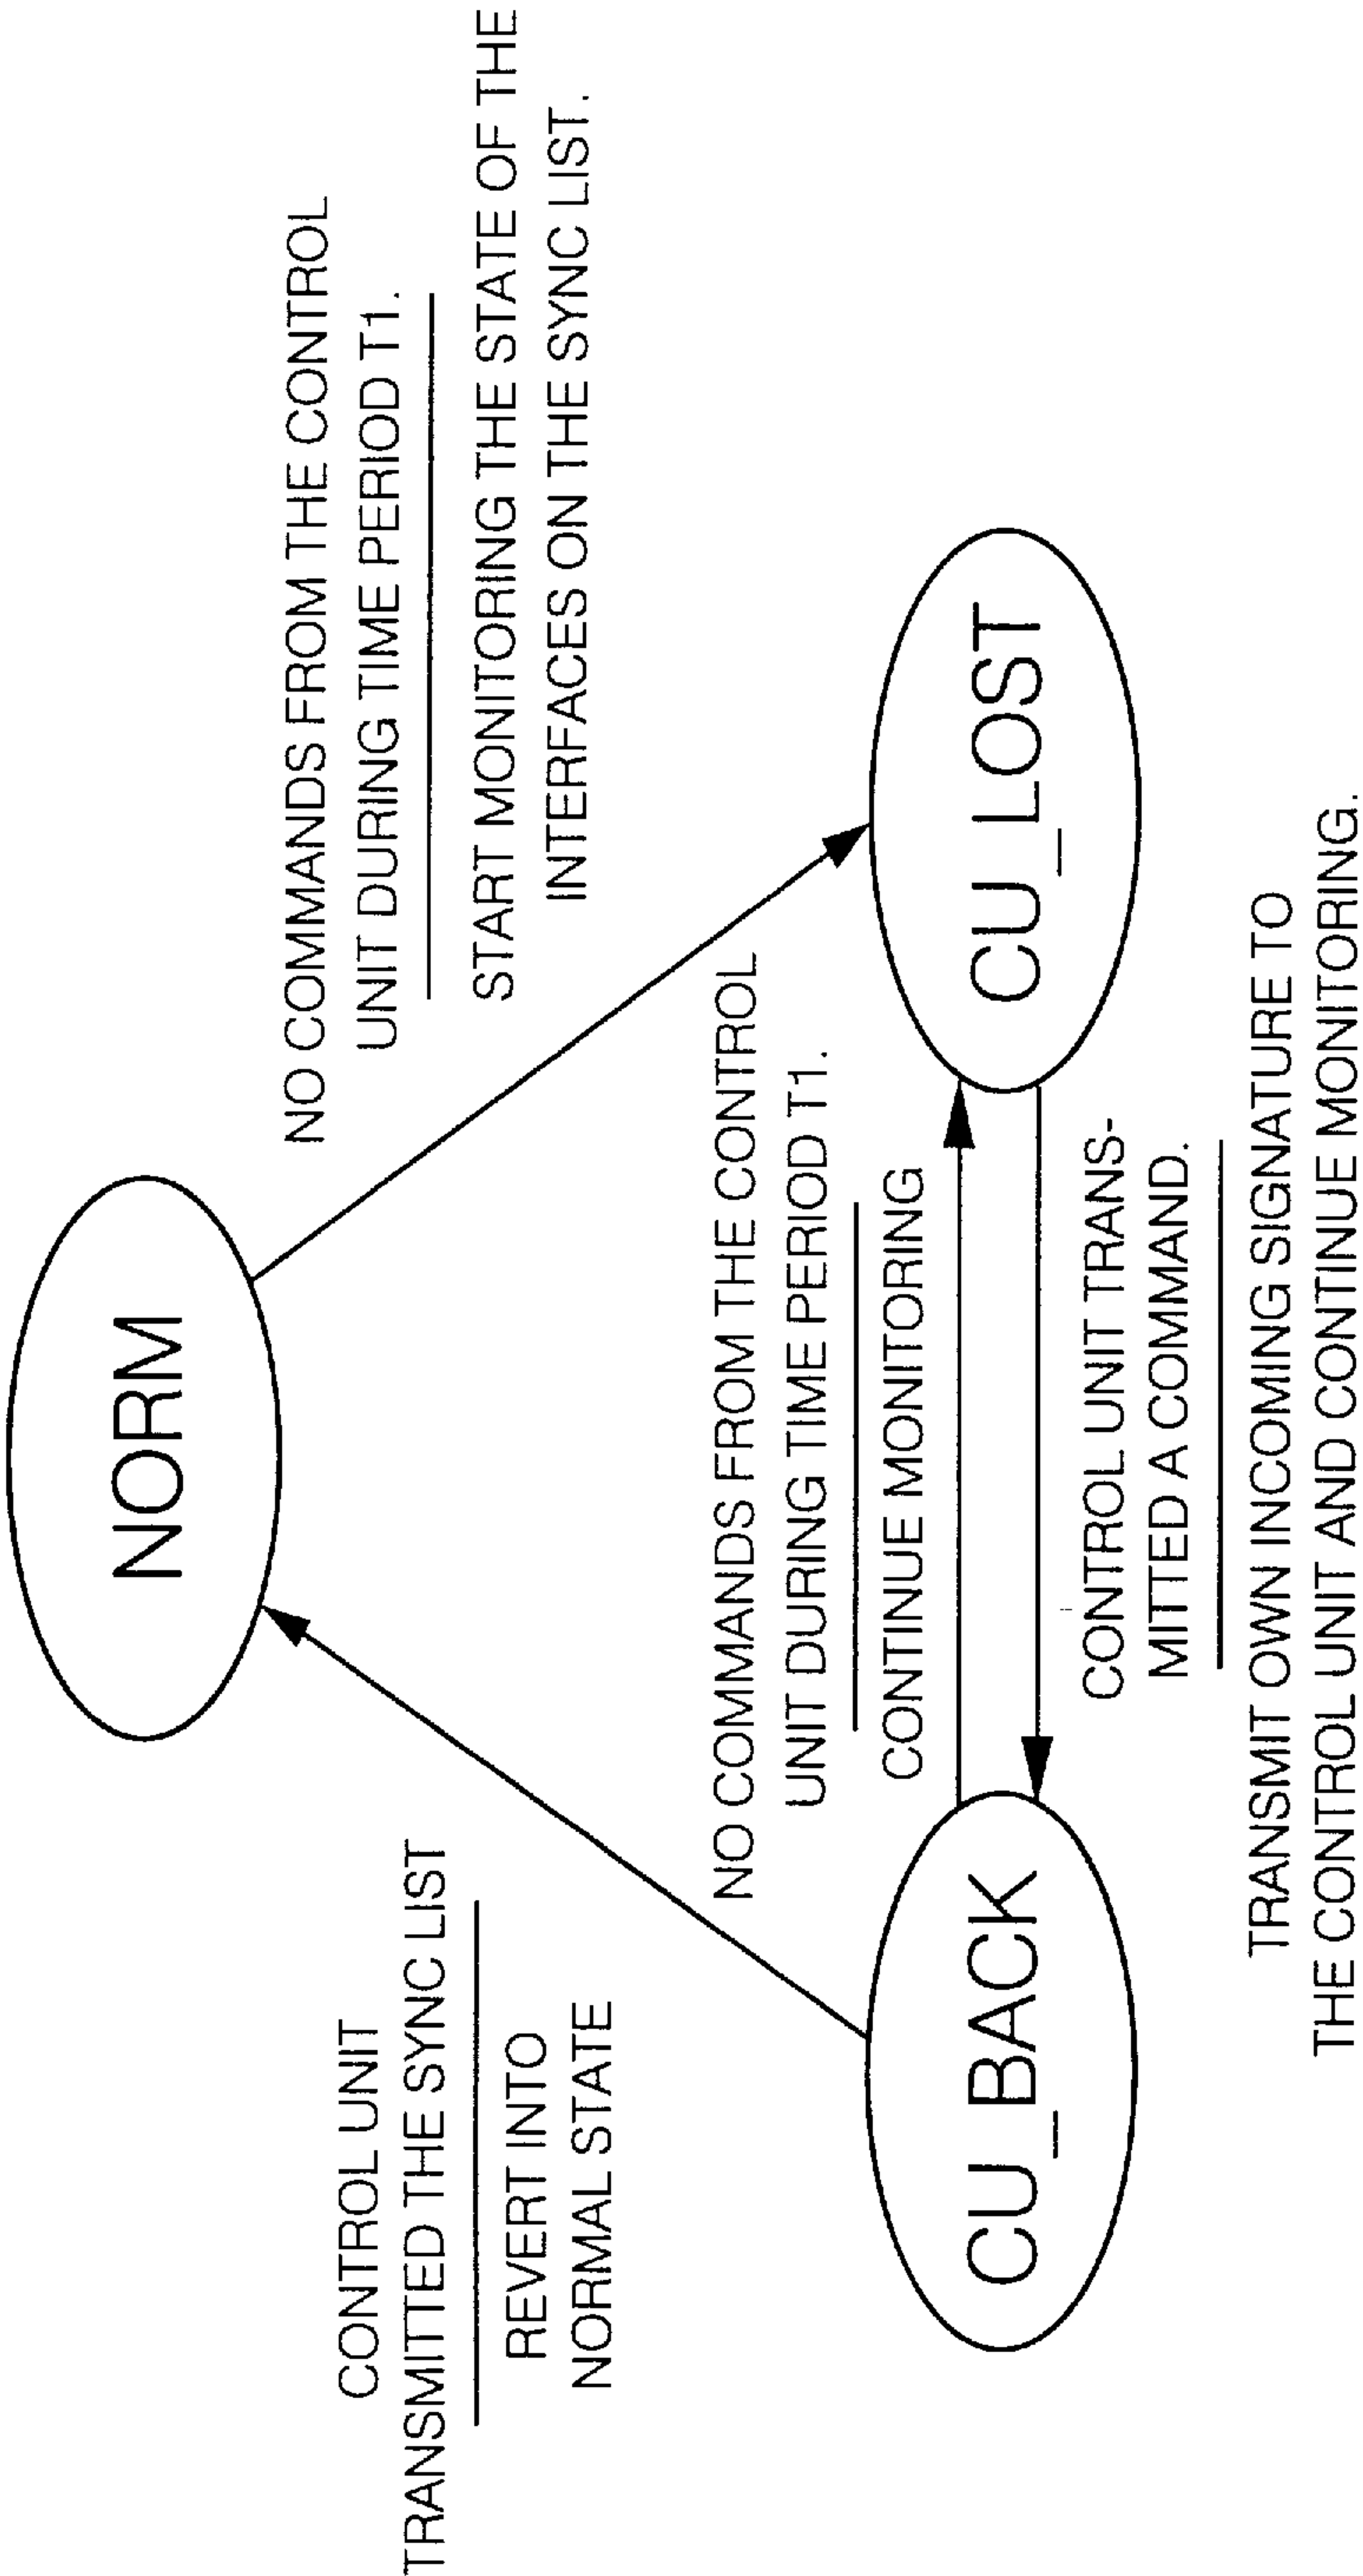 NORM
NO COMMANDS FROM THE CONTROL
UNIT DURING TIME PERIOD T1.
START MONITORING THE STATE OF THE
INTERFACES ON THE SYNC LIST.
CONTROL UNIT
TRANSMITTED THE SYNC LIST
REVERT INTO
NORMAL STATE
NO COMMANDS FROM THE CONTROL
UNIT DURING TIME PERIOD T1.
CONTINUE MONITORING
CU_BACK
CU_LOST
CONTROL UNIT TRANS-
MITTED A COMMAND.
TRANSMIT OWN INCOMING SIGNATURE TO
THE CONTROL UNIT AND CONTINUE MONITORING.